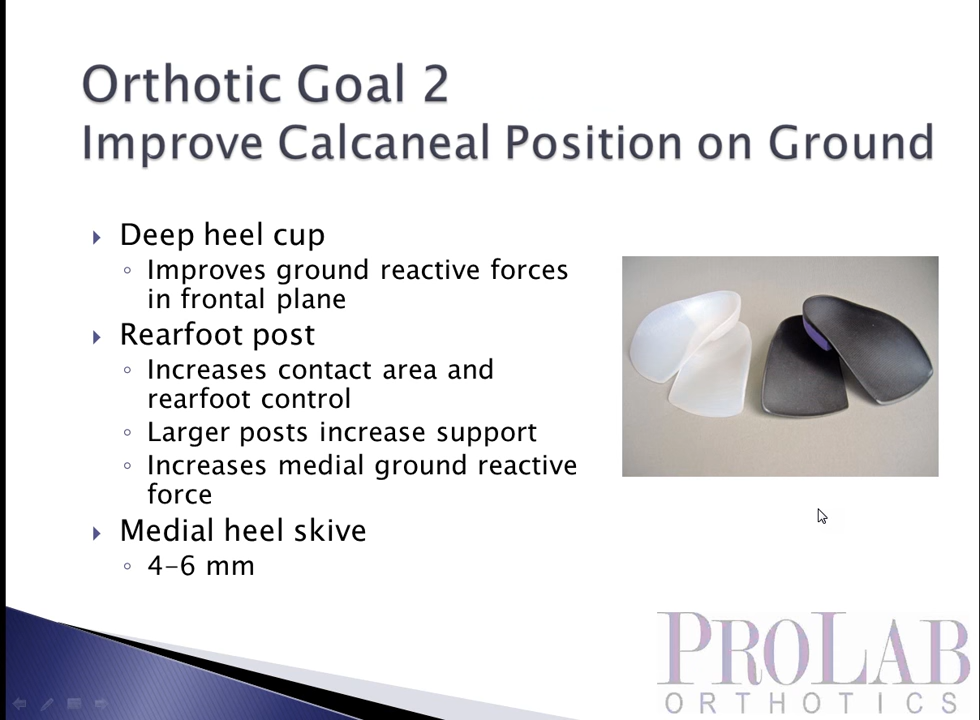 Orthotic Goal 2
Improve Calcaneal Position on Ground
Deep heel cup
Improves ground reactive forces
in frontal plane
Rearfoot post
Increases contact area and
rearfoot control
Larger posts increase support
Increases medial ground reactive
force
Medial heel skive
4–6 mm
PROLAB
ORTHOTICS